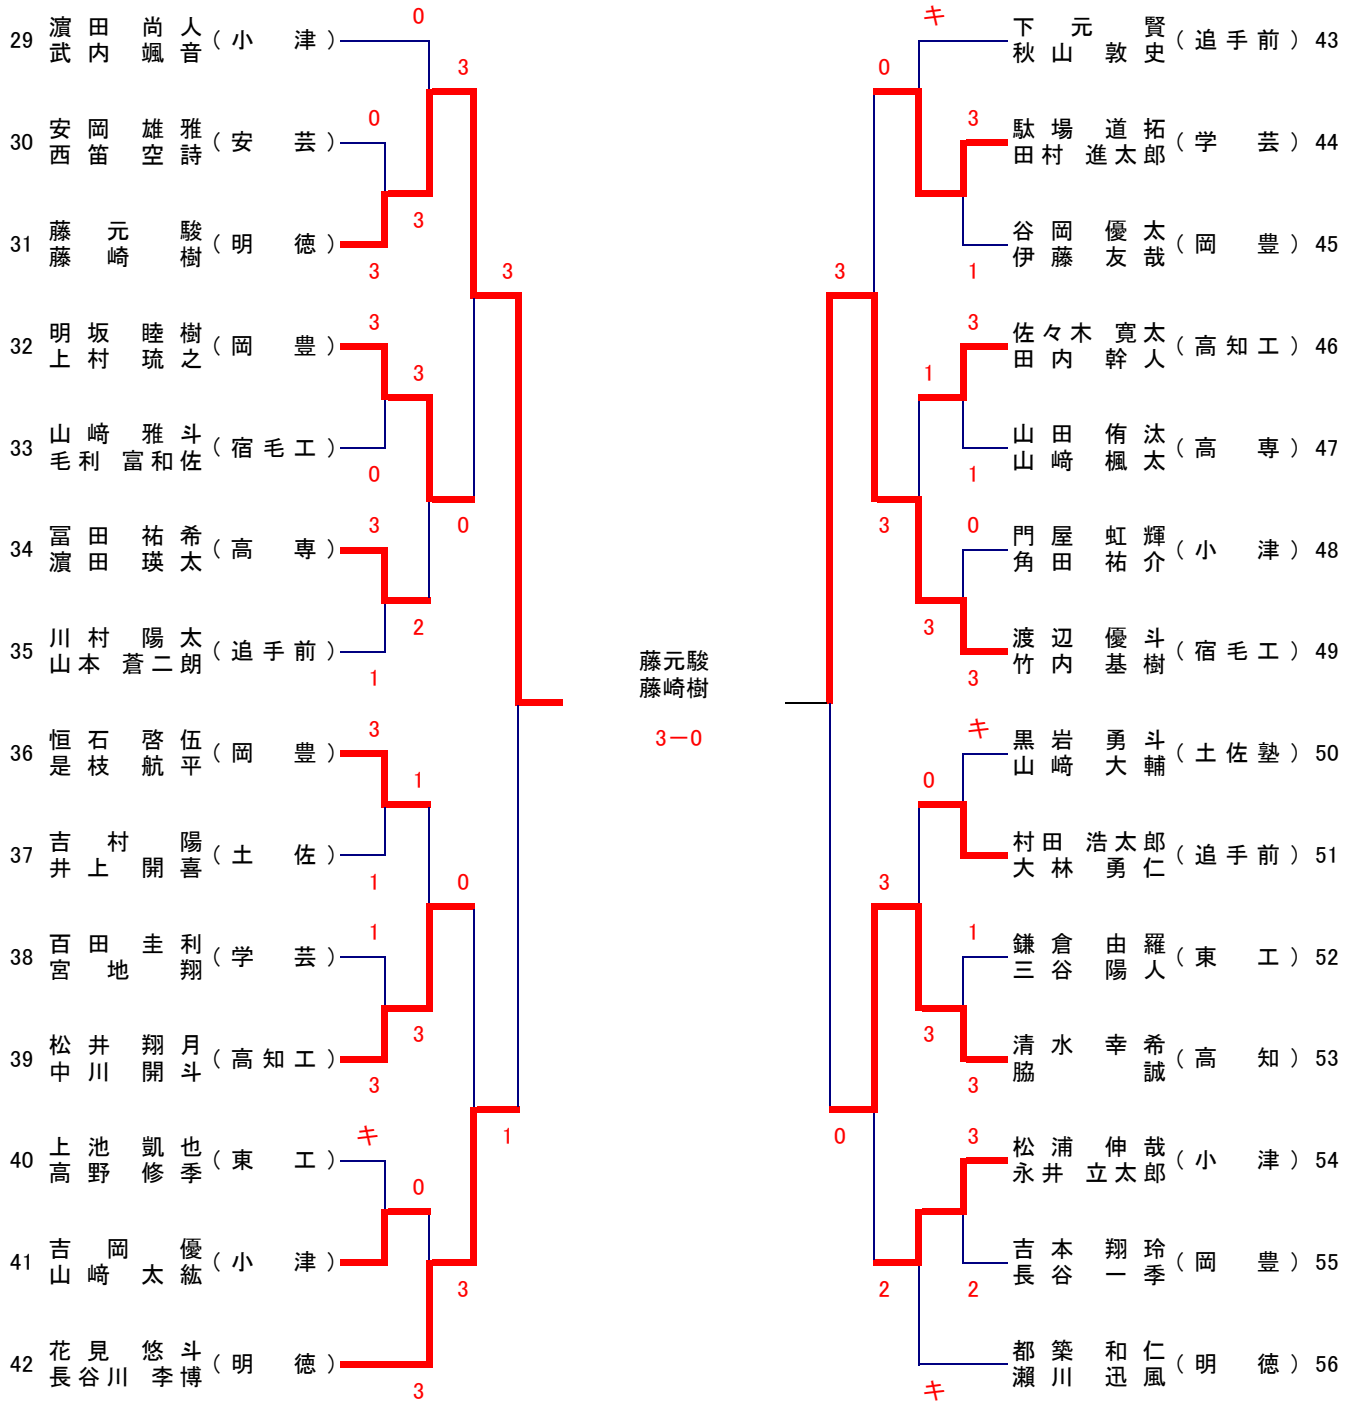 29 濵田尚人 武内颯音 (小津) 0
3
30 安岡雄雅 西笛空詩 (安芸) 0
3
31 藤元駿 藤崎樹 (明徳) 3
3
32 明坂睦樹 上村琉之 (岡豊) 3
3
33 山﨑雅斗 毛利富和佐 (宿毛工) 0
0
34 冨田祐希 濵田瑛太 (高専) 3
2
35 川村陽太 山本蒼二朗 (追手前) 1
36 恒石啓伍 是枝航平 (岡豊) 3
1
37 吉村陽 井上開喜 (土佐) 1
0
38 百田圭利 宮地翔 (学芸) 1
3
39 松井翔月 中川開斗 (高知工) 3
1
40 上池凱也 高野修季 (東工) キ
0
41 吉岡優 山﨑太紘 (小津)
3
42 花見悠斗 長谷川李博 (明徳) 3
藤元駿
藤崎樹
3－0
キ 下元賢 秋山敦史 (追手前) 43
0
3 駄場道拓 田村進太郎 (学芸) 44
1 谷岡優太 伊藤友哉 (岡豊) 45
3
3 佐々木寛太 田内幹人 (高知工) 46
1
1 山田侑汰 山﨑楓太 (高専) 47
3
0 門屋虹輝 角田祐介 (小津) 48
3
3 渡辺優斗 竹内基樹 (宿毛工) 49
キ 黒岩勇斗 山﨑大輔 (土佐塾) 50
0
村田浩太郎 大林勇仁 (追手前) 51
3
1 鎌倉由羅 三谷陽人 (東工) 52
3
3 清水幸希 脇誠 (高知) 53
0
3 松浦伸哉 永井立太郎 (小津) 54
2
2 吉本翔玲 長谷一季 (岡豊) 55
キ 都築和仁 瀨川迅風 (明徳) 56